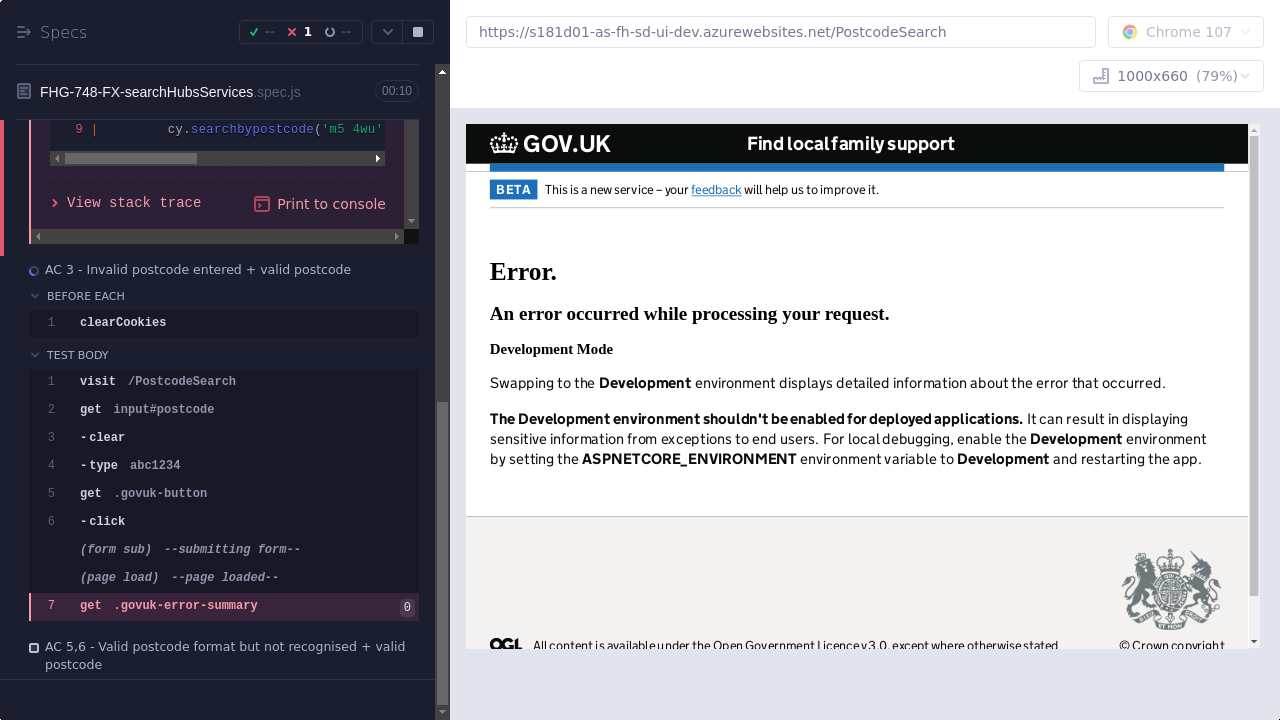 Specs
-- 1 --
FHG-748-FX-searchHubsServices.spec.js
00:10
9 | cy.searchbypostcode('m5 4wu'
View stack trace
Print to console
AC 3 - Invalid postcode entered + valid postcode
BEFORE EACH
1 clearCookies
TEST BODY
1 visit /PostcodeSearch
2 get input#postcode
3 -clear
4 -type abc1234
5 get .govuk-button
6 -click
(form sub) --submitting form--
(page load) --page loaded--
7 get .govuk-error-summary 0
AC 5,6 - Valid postcode format but not recognised + valid
postcode
https://s181d01-as-fh-sd-ui-dev.azurewebsites.net/PostcodeSearch
Chrome 107
1000x660 (79%)
GOV.UK
Find local family support
BETA This is a new service – your feedback will help us to improve it.
Error.
An error occurred while processing your request.
Development Mode
Swapping to the Development environment displays detailed information about the error that occurred.
The Development environment shouldn't be enabled for deployed applications. It can result in displaying
sensitive information from exceptions to end users. For local debugging, enable the Development environment
by setting the ASPNETCORE_ENVIRONMENT environment variable to Development and restarting the app.
OGL All content is available under the Open Government Licence v3.0, except where otherwise stated
© Crown copyright